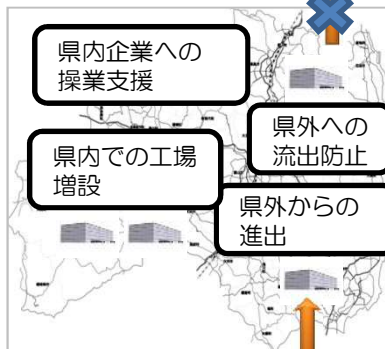 県内企業への
操業支援
県外への
流出防止
県内での工場
増設
県外からの
進出